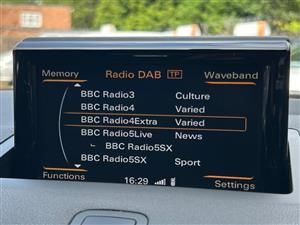 Memory Radio DAB TP Waveband
BBC Radio3 Culture
BBC Radio4 Varied
BBC Radio4Extra Varied
BBC Radio5Live News
BBC Radio5SX
BBC Radio5SX Sport
Functions 16:29 Settings